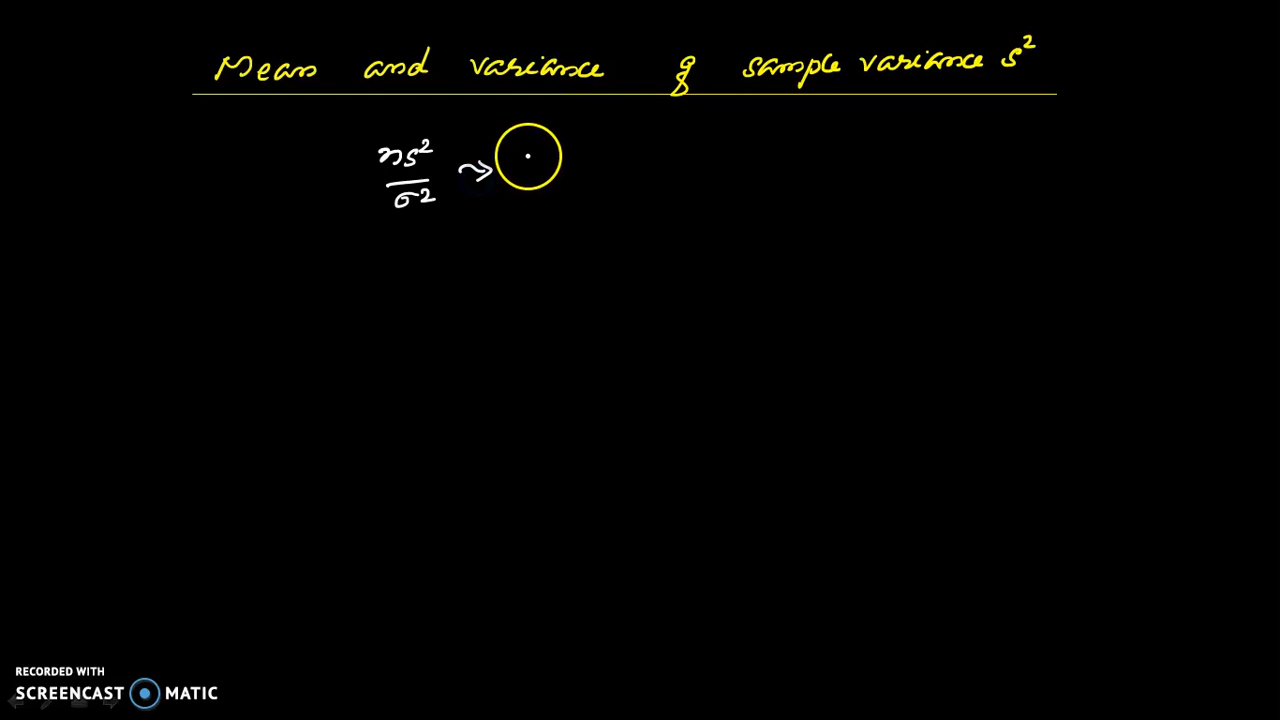 Mean and variance of sample variance s²
ns²/σ² ~>
RECORDED WITH
SCREENCAST MATIC